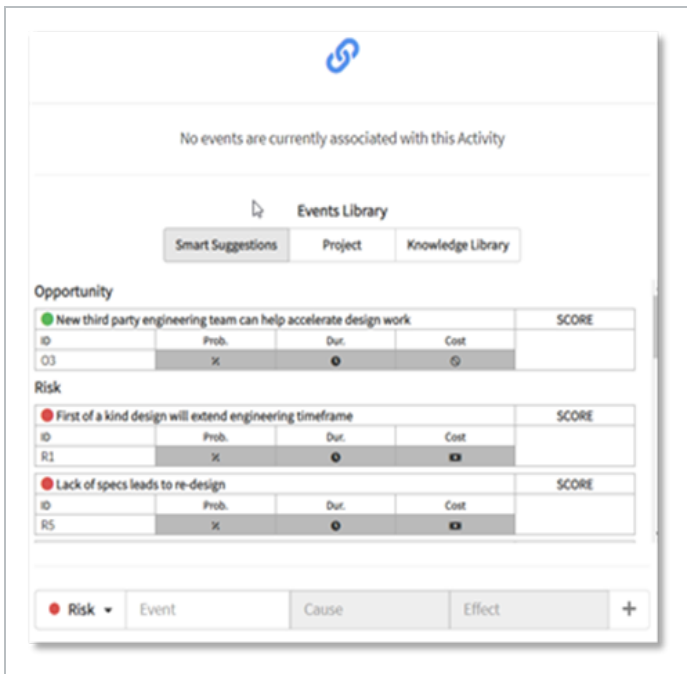 No events are currently associated with this Activity
Events Library
Smart Suggestions Project Knowledge Library
Opportunity
New third party engineering team can help accelerate design work SCORE
ID Prob. Dur. Cost
O3 %
Risk
First of a kind design will extend engineering timeframe SCORE
ID Prob. Dur. Cost
R1 %
Lack of specs leads to re-design SCORE
ID Prob. Dur. Cost
R5 %
Risk Event Cause Effect +